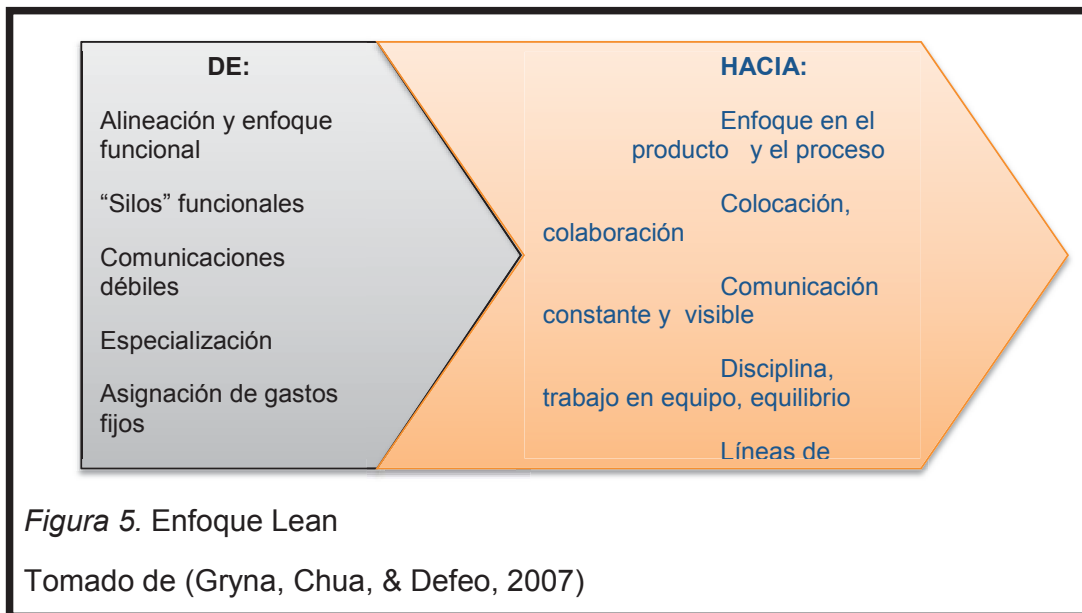 DE:
Alineación y enfoque
funcional
“Silos” funcionales
Comunicaciones
débiles
Especialización
Asignación de gastos
fijos
HACIA:
Enfoque en el
producto y el proceso
Colocación,
colaboración
Comunicación
constante y visible
Disciplina,
trabajo en equipo, equilibrio
Líneas de
Figura 5. Enfoque Lean
Tomado de (Gryna, Chua, & Defeo, 2007)